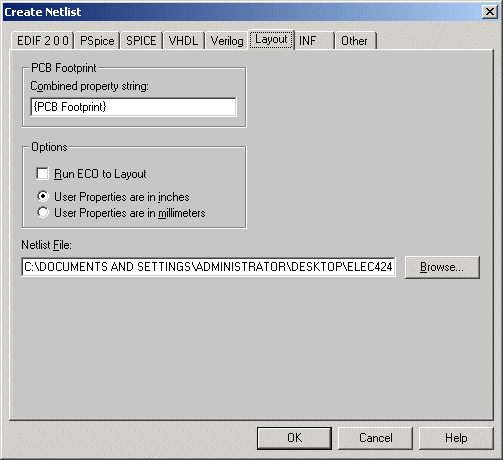 Create Netlist
EDIF 2 0 0 PSpice SPICE VHDL Verilog Layout INF Other
PCB Footprint
Combined property string:
{PCB Footprint}
Options
Run ECO to Layout
User Properties are in inches
User Properties are in millimeters
Netlist File:
C:\DOCUMENTS AND SETTINGS\ADMINISTRATOR\DESKTOP\ELEC424 Browse...
OK Cancel Help